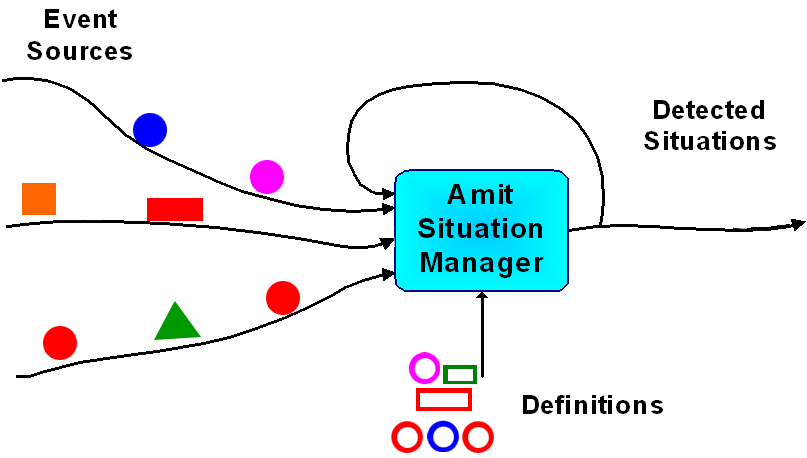 Event
Sources
Detected
Situations
Amit
Situation
Manager
Definitions